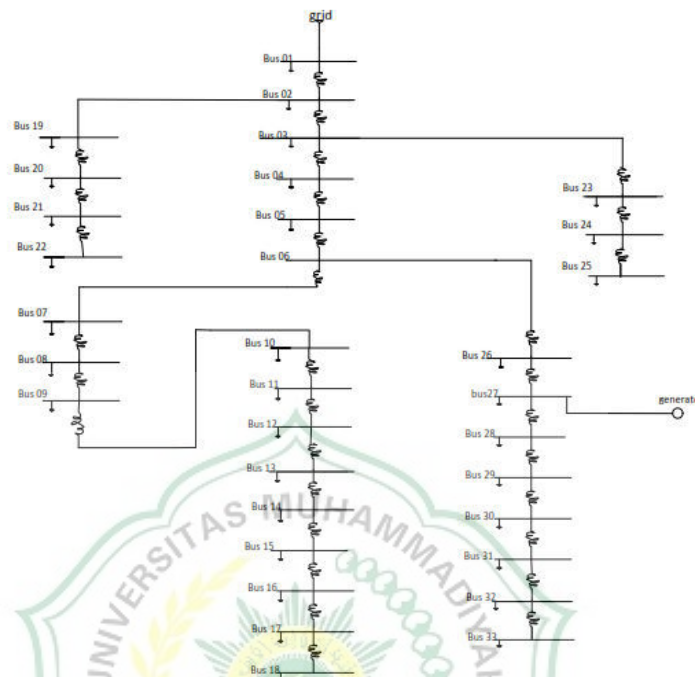 grid
Bus 01
Bus 02
Bus 03
Bus 04
Bus 05
Bus 06
Bus 19
Bus 20
Bus 21
Bus 22
Bus 23
Bus 24
Bus 25
Bus 07
Bus 08
Bus 09
Bus 10
Bus 11
Bus 12
Bus 13
Bus 14
Bus 15
Bus 16
Bus 17
Bus 18
Bus 26
bus27
generat
Bus 28
Bus 29
Bus 30
Bus 31
Bus 32
Bus 33
UNIVERSITAS MUHAMMADIYAH